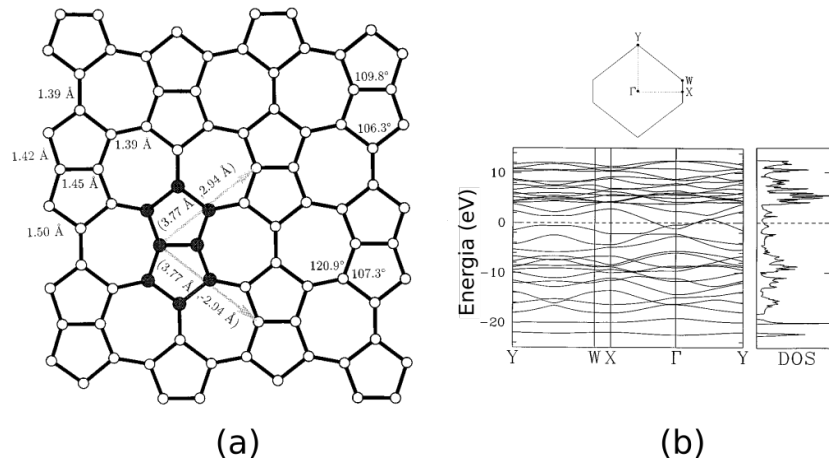 1.39 Å
109.8°
106.3°
1.42 Å
1.39 Å
1.45 Å
(3.77 Å, 2.94 Å)
1.50 Å
120.9°
107.3°
(3.77 Å, -2.94 Å)
(a)
Y
W
Γ
X
Energia (eV)
10
0
-10
-20
Y
W
X
Γ
Y
DOS
(b)